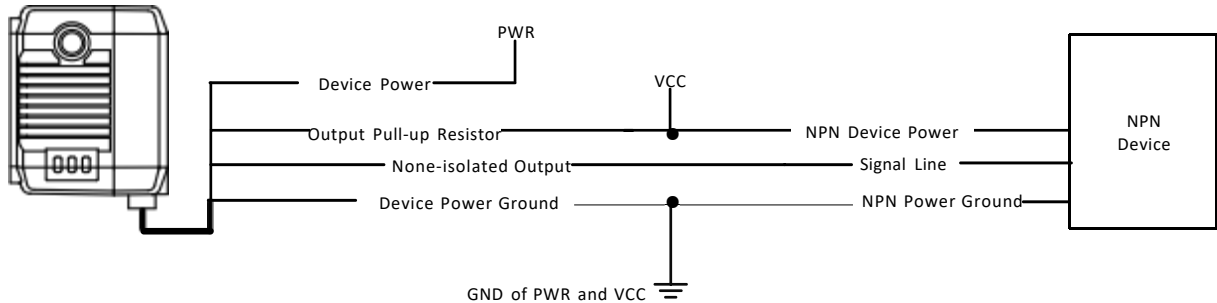 PWR
Device Power
VCC
Output Pull-up Resistor
NPN Device Power
NPN
Device
None-isolated Output
Signal Line
Device Power Ground
NPN Power Ground
GND of PWR and VCC